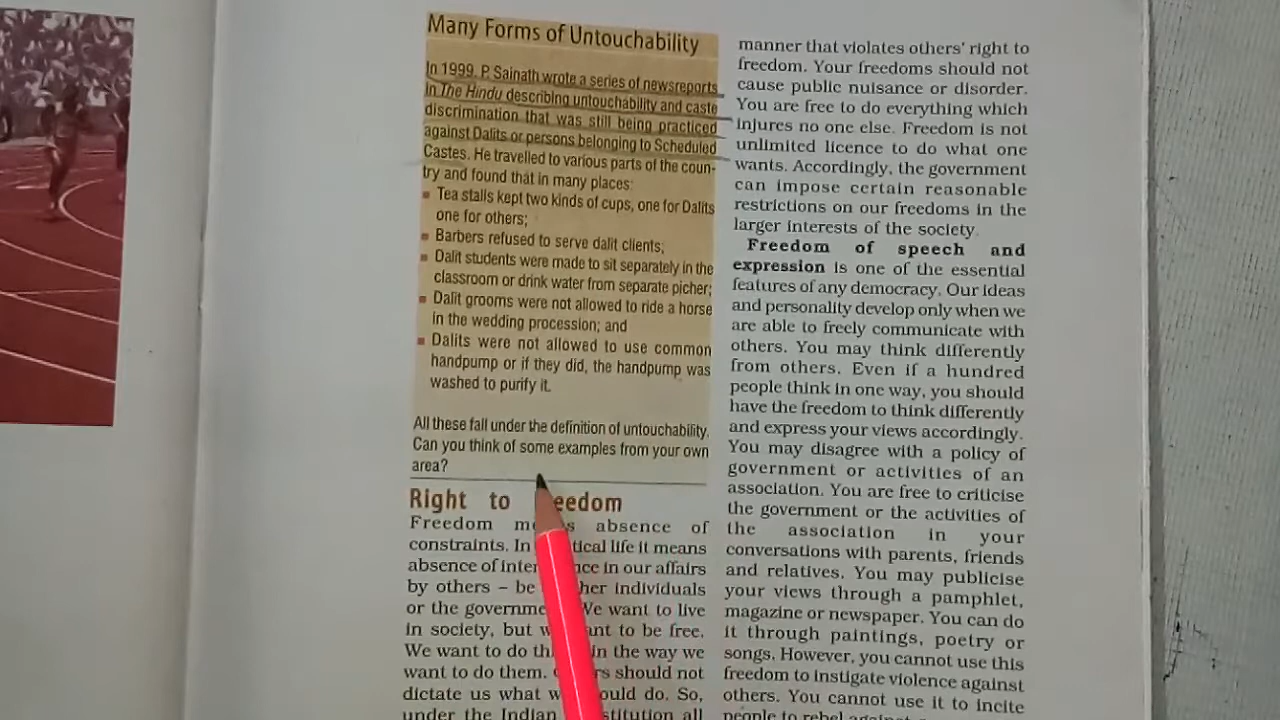 Many Forms of Untouchability
In 1999, P. Sainath wrote a series of newsreports
in The Hindu describing untouchability and caste
discrimination that was still being practiced
against Dalits or persons belonging to Scheduled
Castes. He travelled to various parts of the coun-
try and found that in many places:
▪ Tea stalls kept two kinds of cups, one for Dalits
one for others;
▪ Barbers refused to serve dalit clients;
▪ Dalit students were made to sit separately in the
classroom or drink water from separate picher;
▪ Dalit grooms were not allowed to ride a horse
in the wedding procession; and
▪ Dalits were not allowed to use common
handpump or if they did, the handpump was
washed to purify it.
All these fall under the definition of untouchability.
Can you think of some examples from your own
area?
Right to eedom
Freedom absence of
constraints. In tical life it means
absence of in our affairs
by others – be individuals
or the We want to live
in society, but want to be free.
We want to do in the way we
want to do them. should not
dictate us what should do. So,
under the Indian all
manner that violates others' right to
freedom. Your freedoms should not
cause public nuisance or disorder.
You are free to do everything which
injures no one else. Freedom is not
unlimited licence to do what one
wants. Accordingly, the government
can impose certain reasonable
restrictions on our freedoms in the
larger interests of the society.
Freedom of speech and
expression is one of the essential
features of any democracy. Our ideas
and personality develop only when we
are able to freely communicate with
others. You may think differently
from others. Even if a hundred
people think in one way, you should
have the freedom to think differently
and express your views accordingly.
You may disagree with a policy of
government or activities of an
association. You are free to criticise
the government or the activities of
the association in your
conversations with parents, friends
and relatives. You may publicise
your views through a pamphlet,
magazine or newspaper. You can do
it through paintings, poetry or
songs. However, you cannot use this
freedom to instigate violence against
others. You cannot use it to incite
people to rebel against